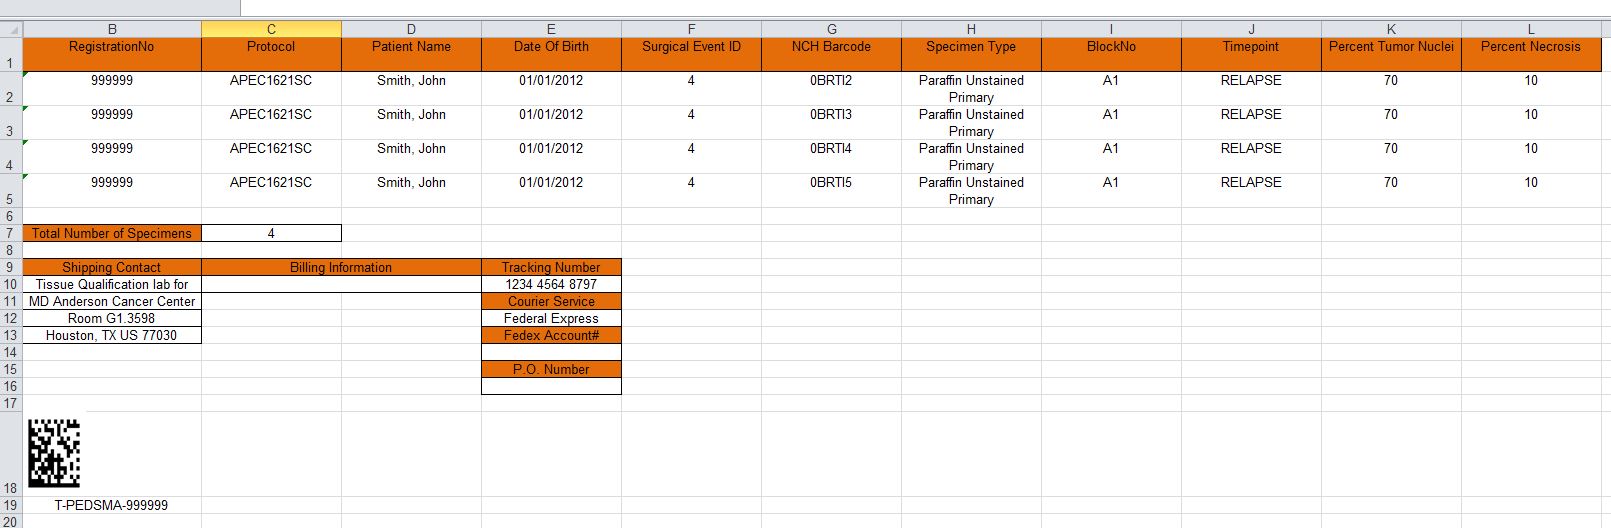 B C D E F G H I J K L
1 RegistrationNo Protocol Patient Name Date Of Birth Surgical Event ID NCH Barcode Specimen Type BlockNo Timepoint Percent Tumor Nuclei Percent Necrosis
2 999999 APEC1621SC Smith, John 01/01/2012 4 0BRTI2 Paraffin Unstained Primary A1 RELAPSE 70 10
3 999999 APEC1621SC Smith, John 01/01/2012 4 0BRTI3 Paraffin Unstained Primary A1 RELAPSE 70 10
4 999999 APEC1621SC Smith, John 01/01/2012 4 0BRTI4 Paraffin Unstained Primary A1 RELAPSE 70 10
5 999999 APEC1621SC Smith, John 01/01/2012 4 0BRTI5 Paraffin Unstained Primary A1 RELAPSE 70 10
6
7 Total Number of Specimens 4
8
9 Shipping Contact Billing Information Tracking Number
10 Tissue Qualification lab for 1234 4564 8797
11 MD Anderson Cancer Center Courier Service
12 Room G1.3598 Federal Express
13 Houston, TX US 77030 Fedex Account#
14
15 P.O. Number
16
17
18
19 T-PEDSMA-999999
20